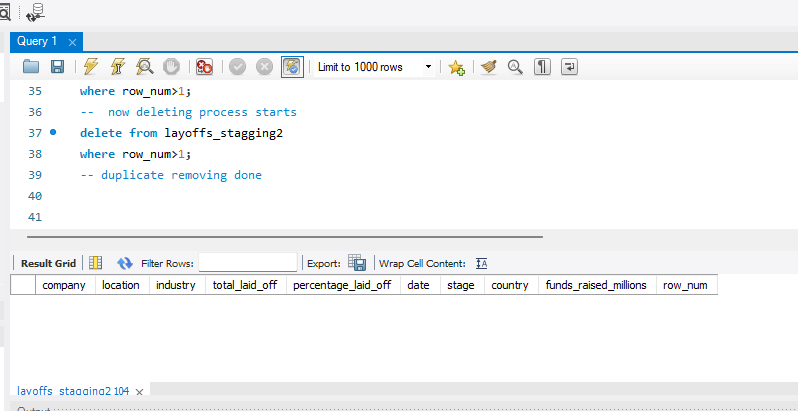 Query 1
Limit to 1000 rows
35 where row_num>1;
36 -- now deleting process starts
37 delete from layoffs_stagging2
38 where row_num>1;
39 -- duplicate removing done
40
41
Result Grid Filter Rows: Export: Wrap Cell Content:
company location industry total_laid_off percentage_laid_off date stage country funds_raised_millions row_num
layoffs_stagging2 104
Output